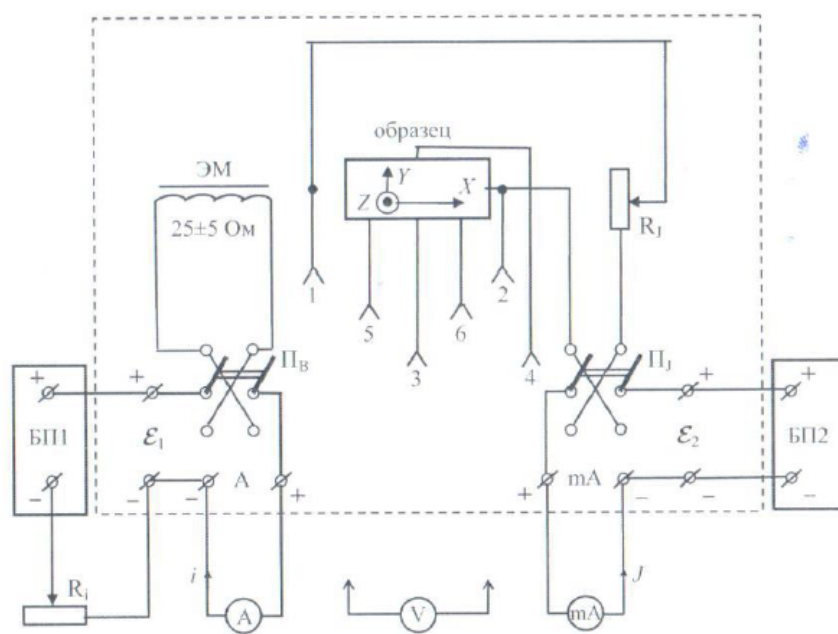 образец
ЭМ
Y
X
Z
25±5 Ом
R_J
1
2
5
6
3
4
П_В
П_J
+
+
БП1
ℰ₁
−
−
−
А
+
+
mA
−
−
ℰ₂
+
+
БП2
−
R_i
i
A
V
mA
J